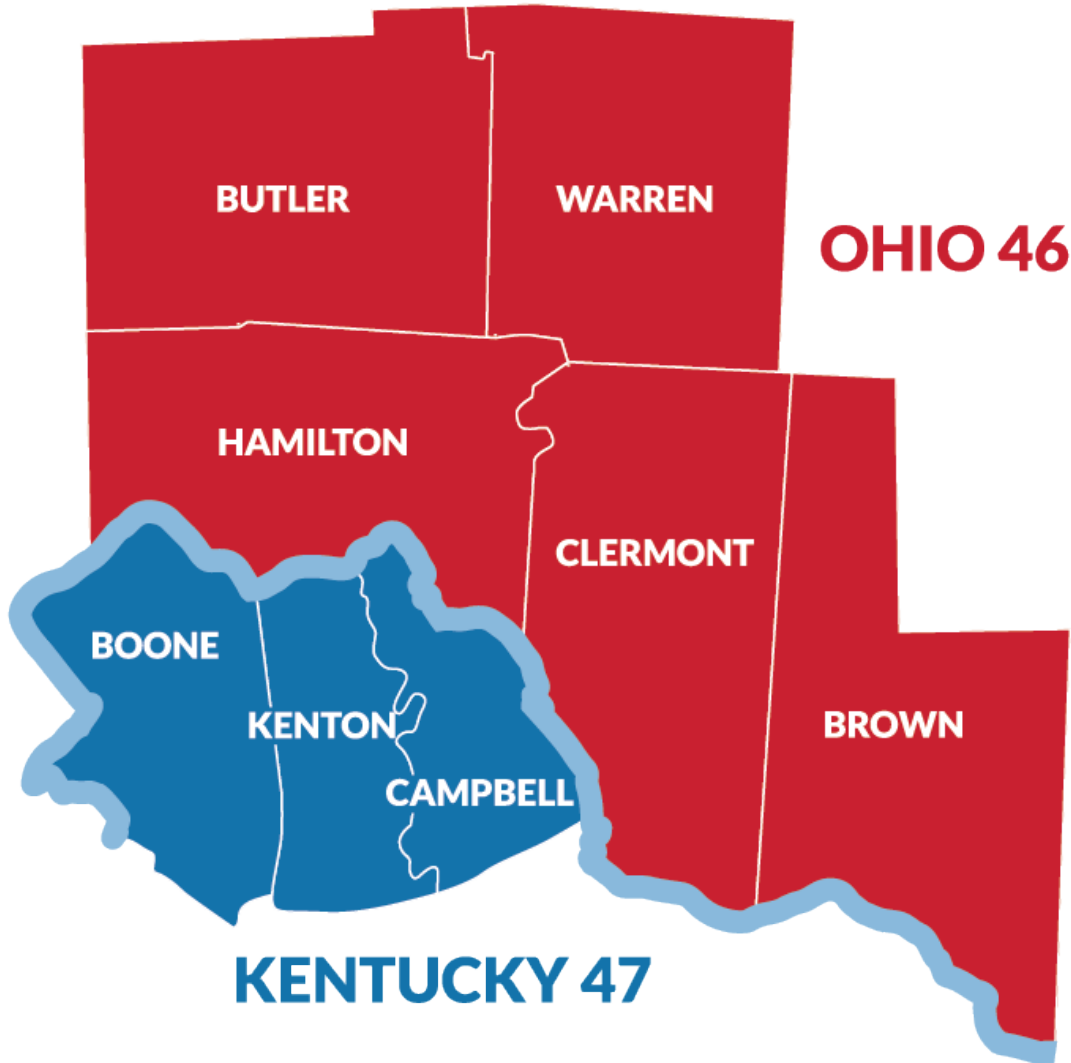 BUTLER
WARREN
OHIO 46
HAMILTON
CLERMONT
BOONE
KENTON
BROWN
CAMPBELL
KENTUCKY 47